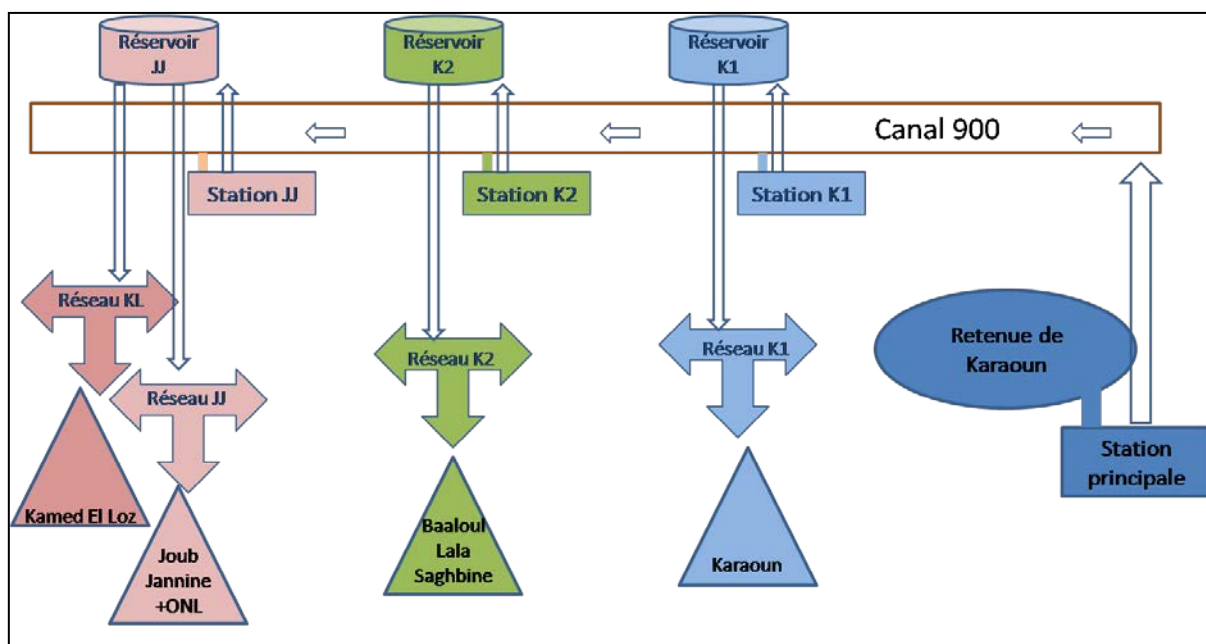 Réservoir
JJ
Réservoir
K2
Réservoir
K1
Canal 900
Station JJ
Station K2
Station K1
Réseau KL
Réseau JJ
Réseau K2
Réseau K1
Retenue de
Karaoun
Station
principale
Kamed El Loz
Joub
Jannine
+ONL
Baaloul
Lala
Saghbine
Karaoun